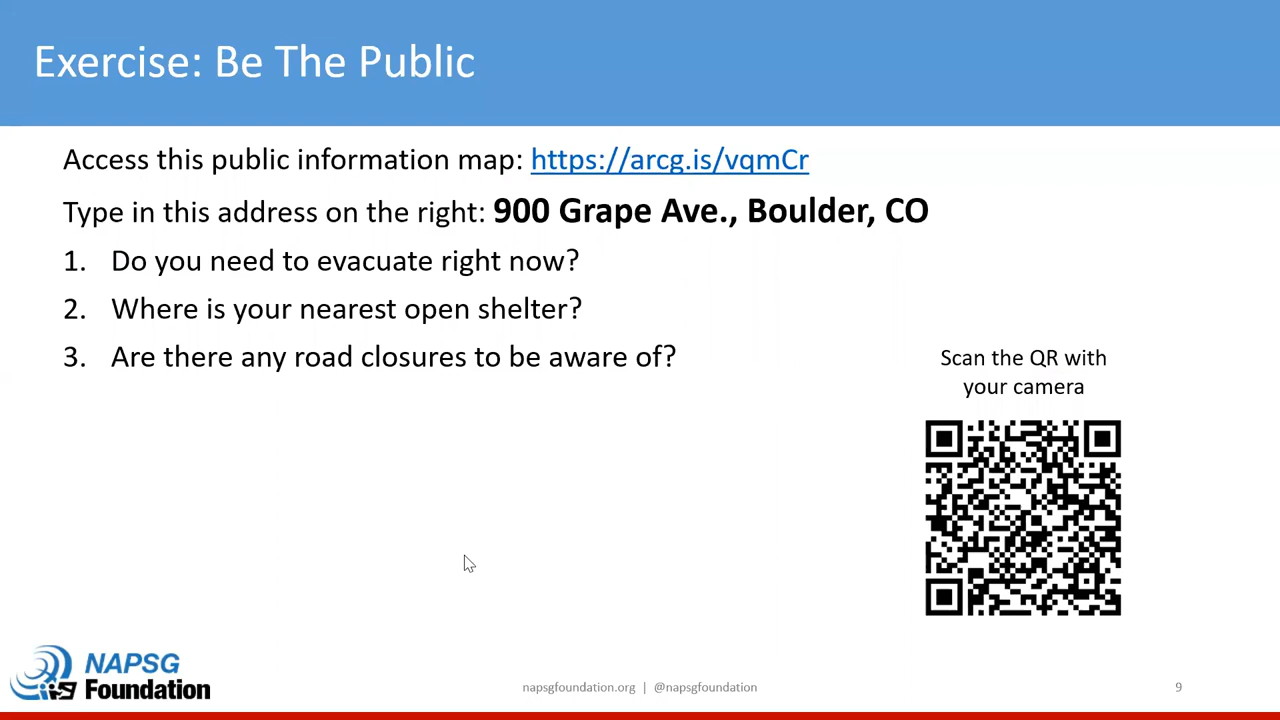 Exercise: Be The Public
Access this public information map: https://arcg.is/vqmCr
Type in this address on the right: 900 Grape Ave., Boulder, CO
1. Do you need to evacuate right now?
2. Where is your nearest open shelter?
3. Are there any road closures to be aware of?
Scan the QR with
your camera
NAPSG
Foundation
napsgfoundation.org | @napsgfoundation
9